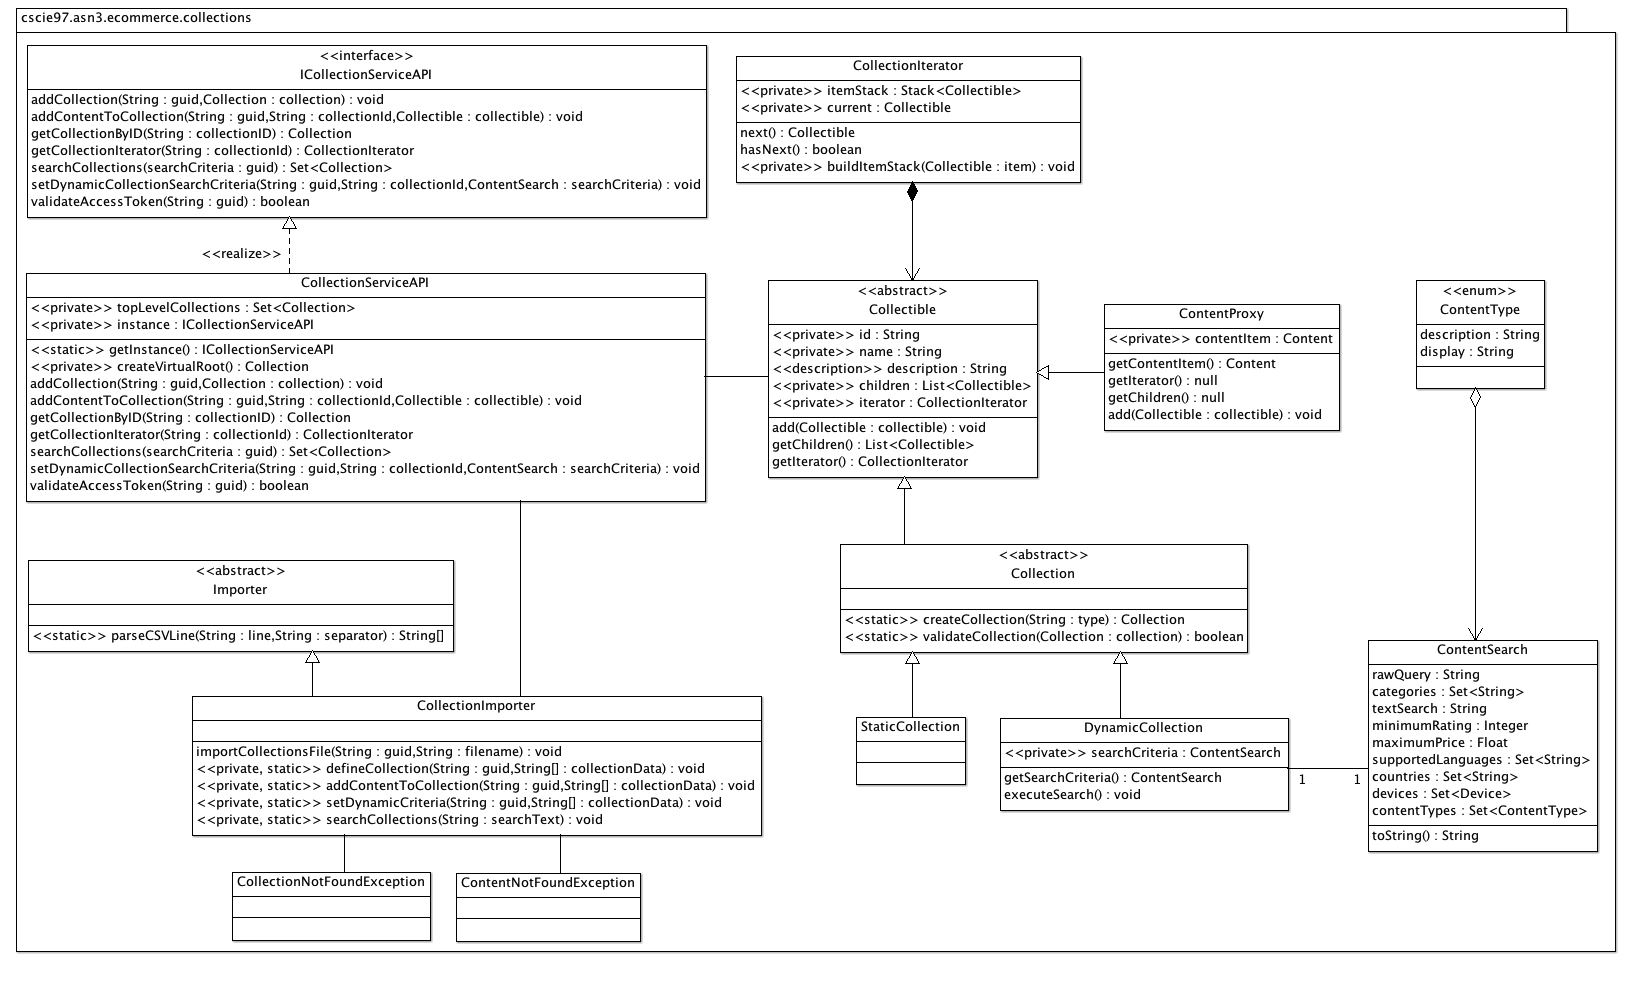 cscie97.asn3.ecommerce.collections
<<interface>>
ICollectionServiceAPI
addCollection(String : guid,Collection : collection) : void
addContentToCollection(String : guid,String : collectionId,Collectible : collectible) : void
getCollectionByID(String : collectionID) : Collection
getCollectionIterator(String : collectionId) : CollectionIterator
searchCollections(searchCriteria : guid) : Set<Collection>
setDynamicCollectionSearchCriteria(String : guid,String : collectionId,ContentSearch : searchCriteria) : void
validateAccessToken(String : guid) : boolean
CollectionIterator
<<private>> itemStack : Stack<Collectible>
<<private>> current : Collectible
next() : Collectible
hasNext() : boolean
<<private>> buildItemStack(Collectible : item) : void
<<realize>>
CollectionServiceAPI
<<private>> topLevelCollections : Set<Collection>
<<private>> instance : ICollectionServiceAPI
<<static>> getInstance() : ICollectionServiceAPI
<<private>> createVirtualRoot() : Collection
addCollection(String : guid,Collection : collection) : void
addContentToCollection(String : guid,String : collectionId,Collectible : collectible) : void
getCollectionByID(String : collectionID) : Collection
getCollectionIterator(String : collectionId) : CollectionIterator
searchCollections(searchCriteria : guid) : Set<Collection>
setDynamicCollectionSearchCriteria(String : guid,String : collectionId,ContentSearch : searchCriteria) : void
validateAccessToken(String : guid) : boolean
<<abstract>>
Collectible
<<private>> id : String
<<private>> name : String
<<description>> description : String
<<private>> children : List<Collectible>
<<private>> iterator : CollectionIterator
add(Collectible : collectible) : void
getChildren() : List<Collectible>
getIterator() : CollectionIterator
ContentProxy
<<private>> contentItem : Content
getContentItem() : Content
getIterator() : null
getChildren() : null
add(Collectible : collectible) : void
<<enum>>
ContentType
description : String
display : String
<<abstract>>
Importer
<<static>> parseCSVLine(String : line,String : separator) : String[]
<<abstract>>
Collection
<<static>> createCollection(String : type) : Collection
<<static>> validateCollection(Collection : collection) : boolean
CollectionImporter
importCollectionsFile(String : guid,String : filename) : void
<<private, static>> defineCollection(String : guid,String[] : collectionData) : void
<<private, static>> addContentToCollection(String : guid,String[] : collectionData) : void
<<private, static>> setDynamicCriteria(String : guid,String[] : collectionData) : void
<<private, static>> searchCollections(String : searchText) : void
StaticCollection
DynamicCollection
<<private>> searchCriteria : ContentSearch
getSearchCriteria() : ContentSearch
executeSearch() : void
1
1
ContentSearch
rawQuery : String
categories : Set<String>
textSearch : String
minimumRating : Integer
maximumPrice : Float
supportedLanguages : Set<String>
countries : Set<String>
devices : Set<Device>
contentTypes : Set<ContentType>
toString() : String
CollectionNotFoundException
ContentNotFoundException